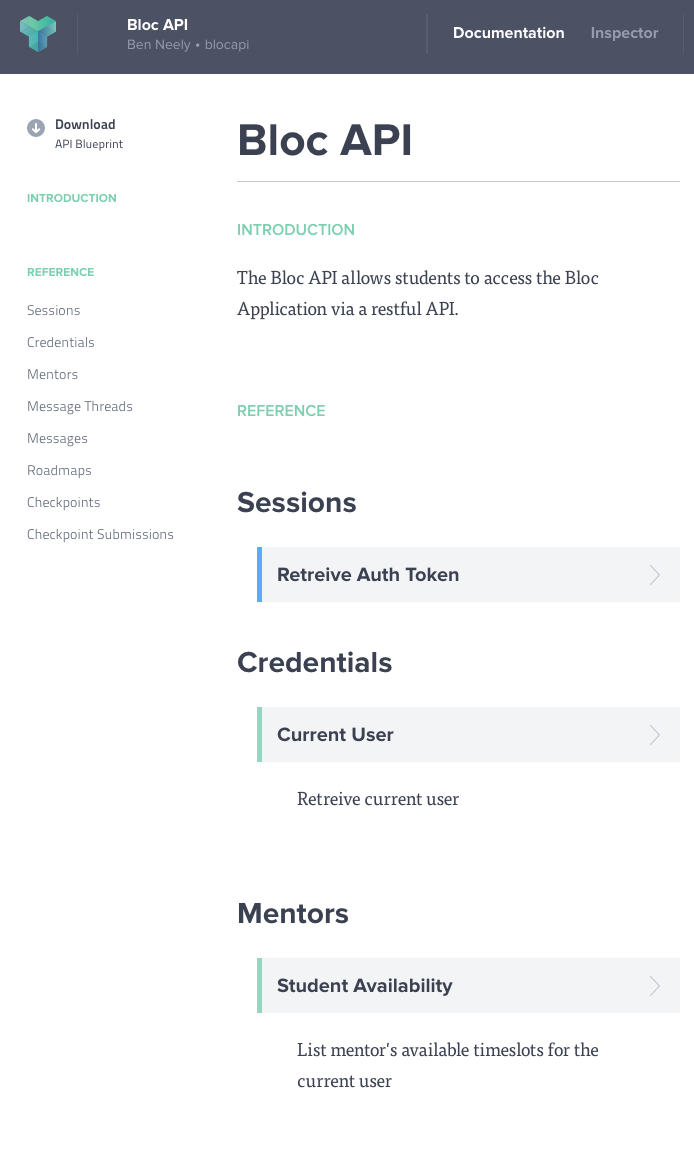 Bloc API
Ben Neely • blocapi
Documentation
Inspector
Download
API Blueprint
INTRODUCTION
REFERENCE
Sessions
Credentials
Mentors
Message Threads
Messages
Roadmaps
Checkpoints
Checkpoint Submissions
Bloc API
INTRODUCTION
The Bloc API allows students to access the Bloc
Application via a restful API.
REFERENCE
Sessions
Retreive Auth Token
Credentials
Current User
Retreive current user
Mentors
Student Availability
List mentor's available timeslots for the
current user